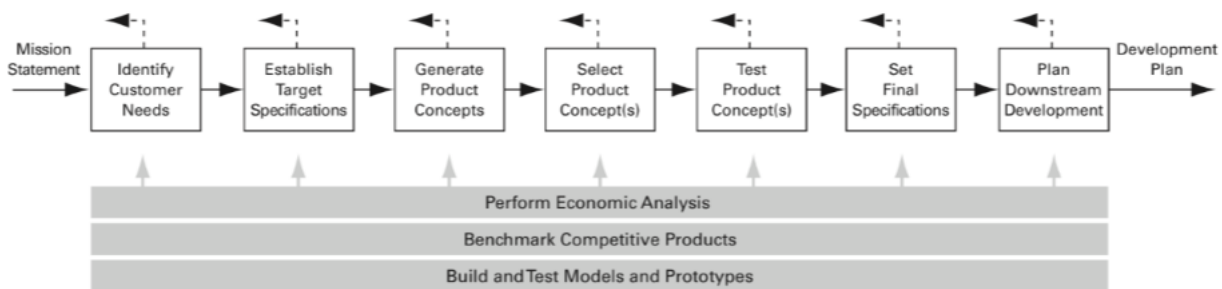 Mission
Statement
Identify
Customer
Needs
Establish
Target
Specifications
Generate
Product
Concepts
Select
Product
Concept(s)
Test
Product
Concept(s)
Set
Final
Specifications
Plan
Downstream
Development
Development
Plan
Perform Economic Analysis
Benchmark Competitive Products
Build and Test Models and Prototypes